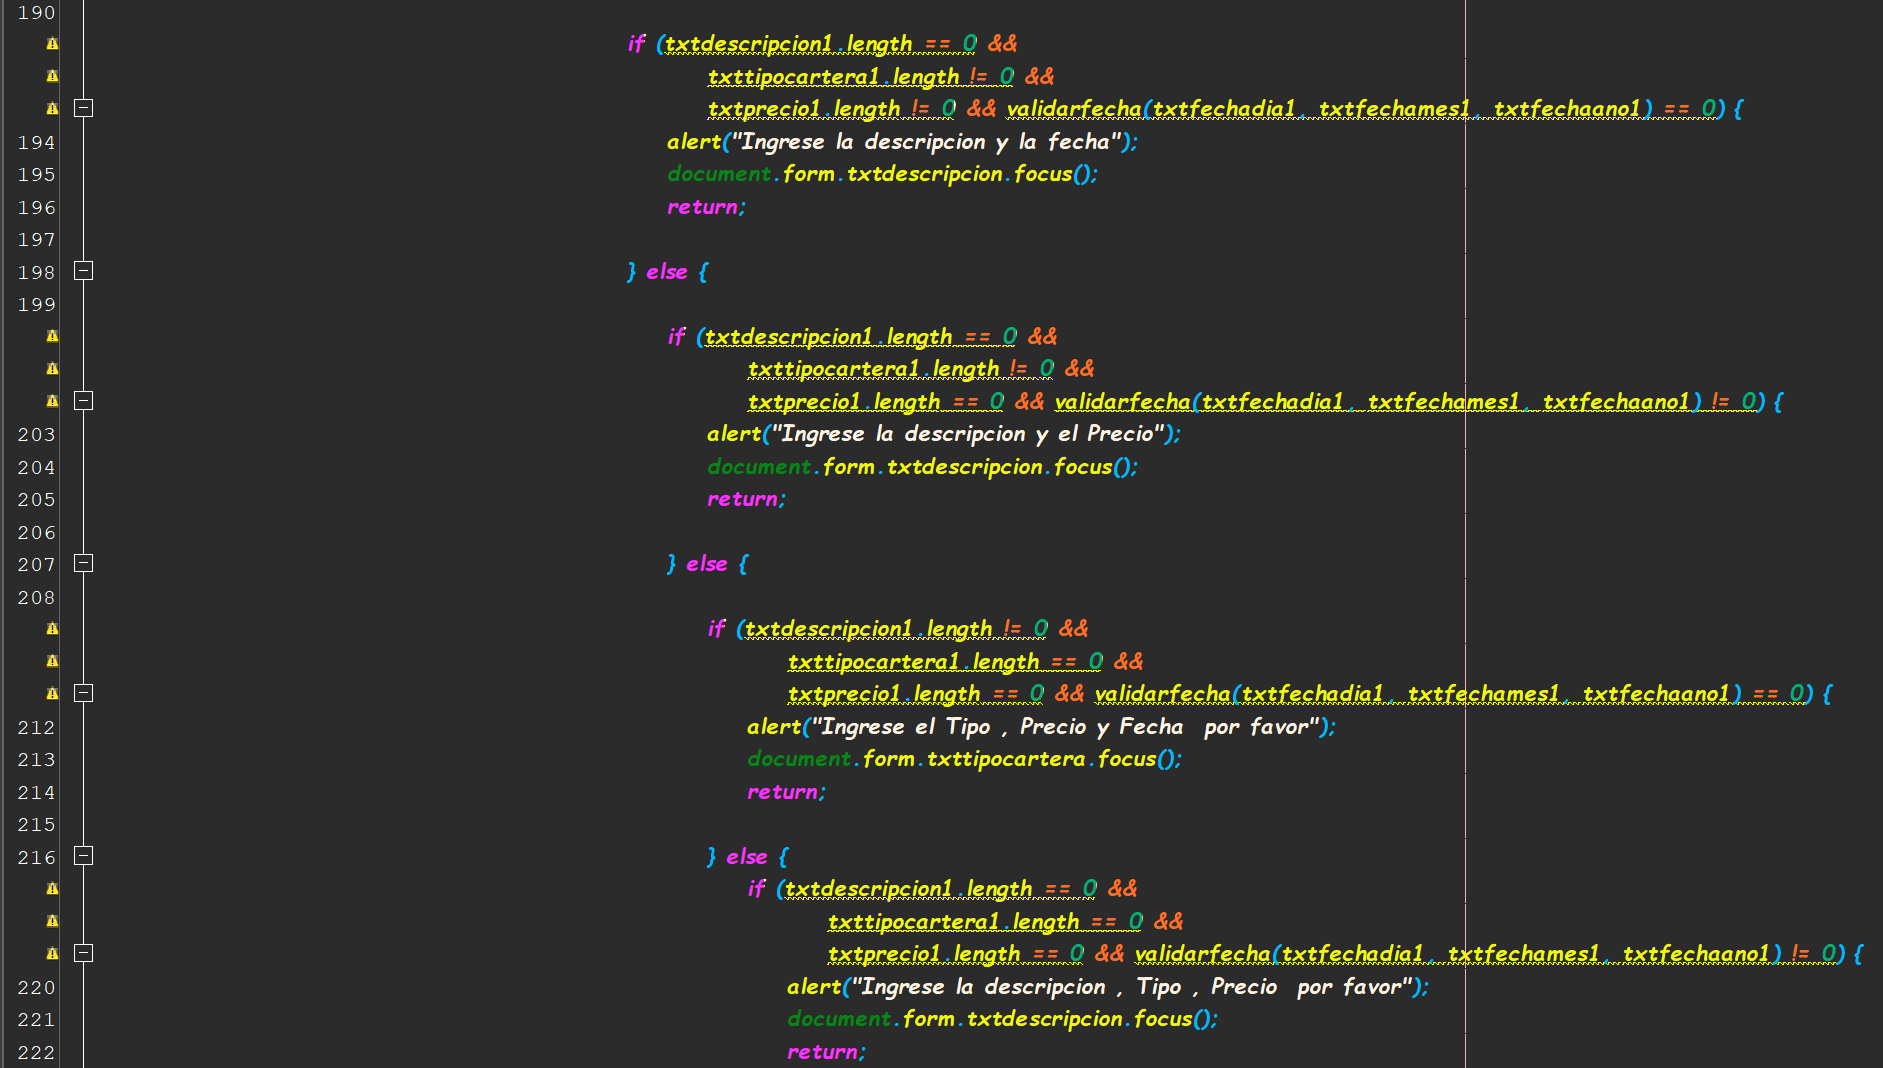 190
if (txtdescripcion1.length == 0 &&
txttipocartera1.length != 0 &&
txtprecio1.length != 0 && validarfecha(txtfechadia1, txtfechames1, txtfechaano1) == 0) {
194 alert("Ingrese la descripcion y la fecha");
195 document.form.txtdescripcion.focus();
196 return;
197
198 } else {
199
if (txtdescripcion1.length == 0 &&
txttipocartera1.length != 0 &&
txtprecio1.length == 0 && validarfecha(txtfechadia1, txtfechames1, txtfechaano1) != 0) {
203 alert("Ingrese la descripcion y el Precio");
204 document.form.txtdescripcion.focus();
205 return;
206
207 } else {
208
if (txtdescripcion1.length != 0 &&
txttipocartera1.length == 0 &&
txtprecio1.length == 0 && validarfecha(txtfechadia1, txtfechames1, txtfechaano1) == 0) {
212 alert("Ingrese el Tipo , Precio y Fecha  por favor");
213 document.form.txttipocartera.focus();
214 return;
215
216 } else {
if (txtdescripcion1.length == 0 &&
txttipocartera1.length == 0 &&
txtprecio1.length == 0 && validarfecha(txtfechadia1, txtfechames1, txtfechaano1) != 0) {
220 alert("Ingrese la descripcion , Tipo , Precio  por favor");
221 document.form.txtdescripcion.focus();
222 return;